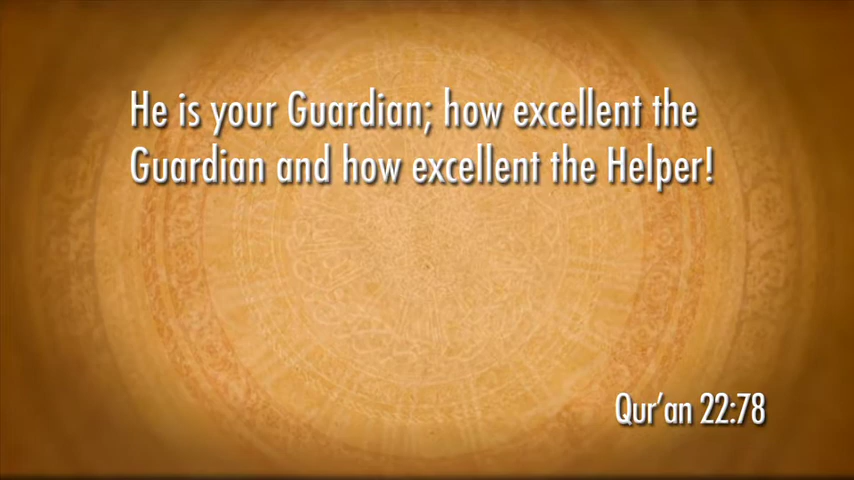 He is your Guardian; how excellent the
Guardian and how excellent the Helper!
Qur’an 22:78